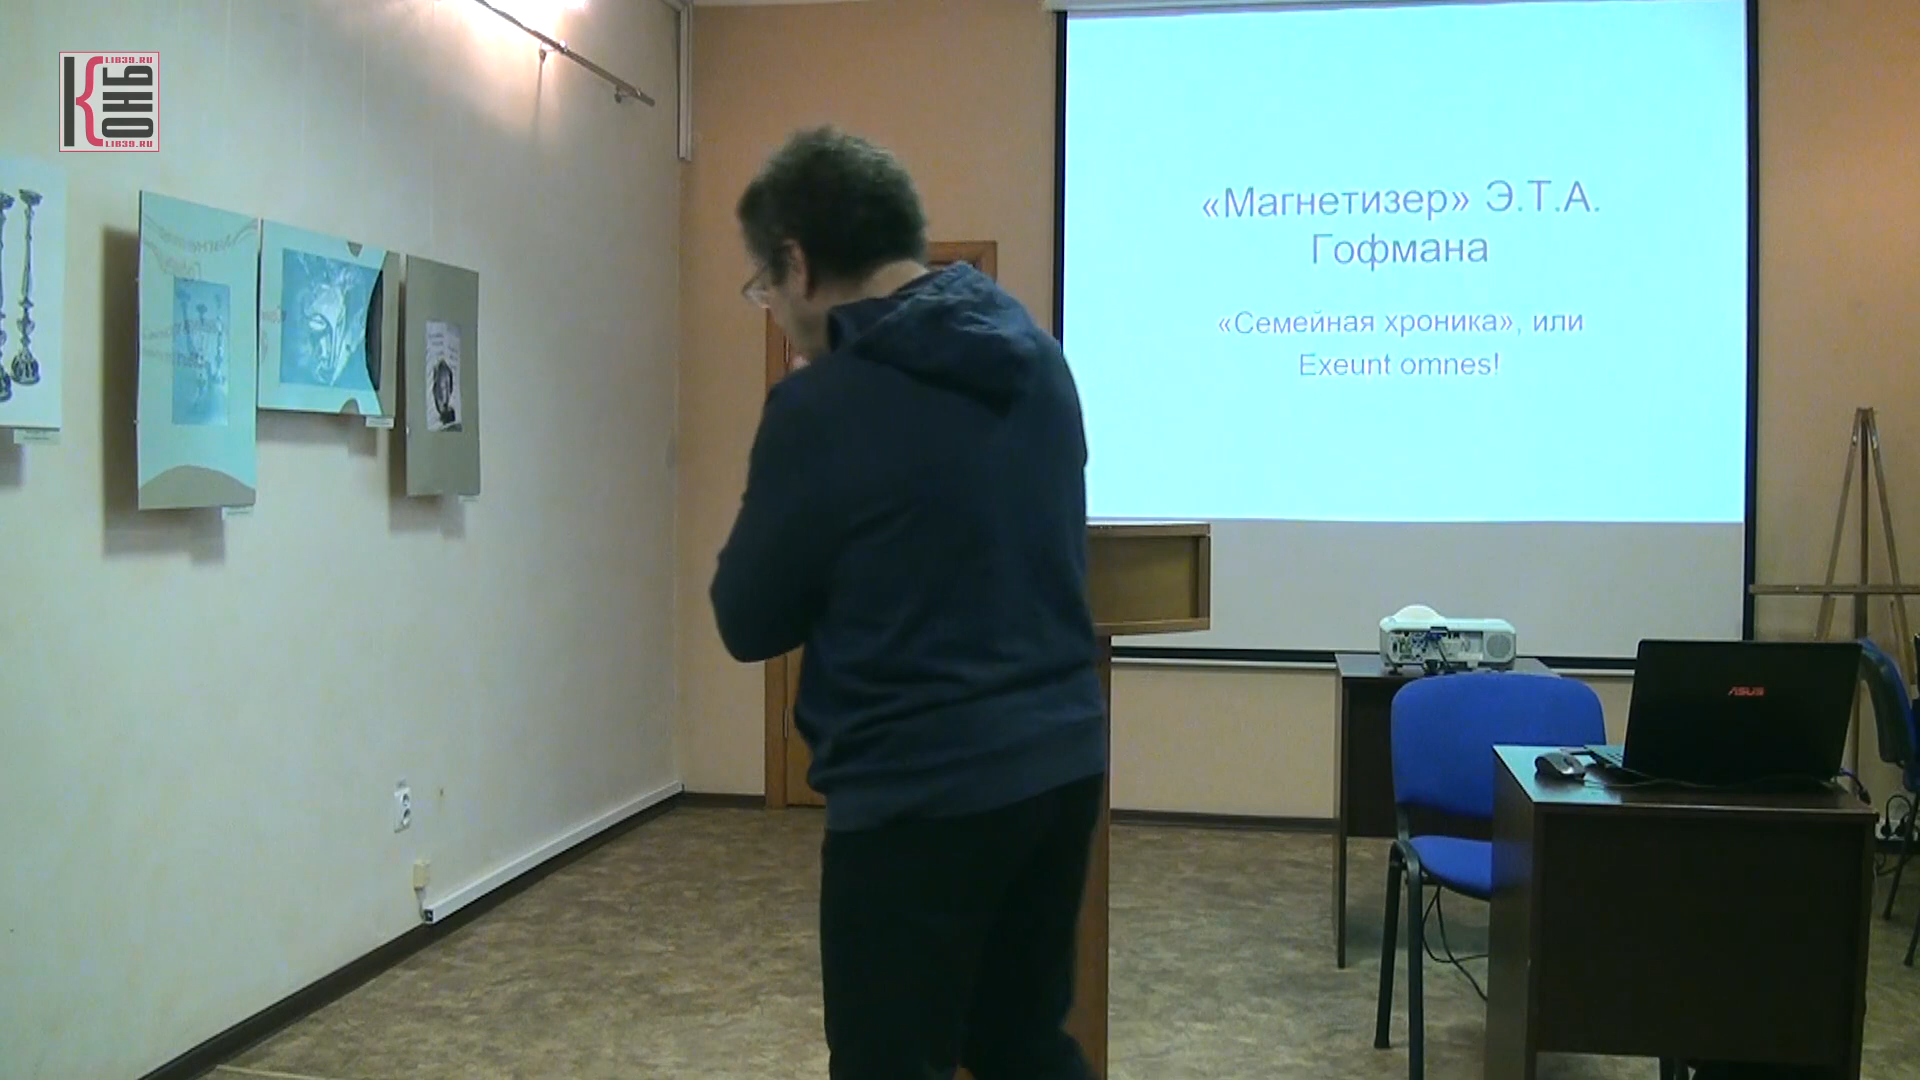 LIB39.RU
КОНБ
LIB39.RU
«Магнетизер» Э.Т.А.
Гофмана
«Семейная хроника», или
Exeunt omnes!
ASUS